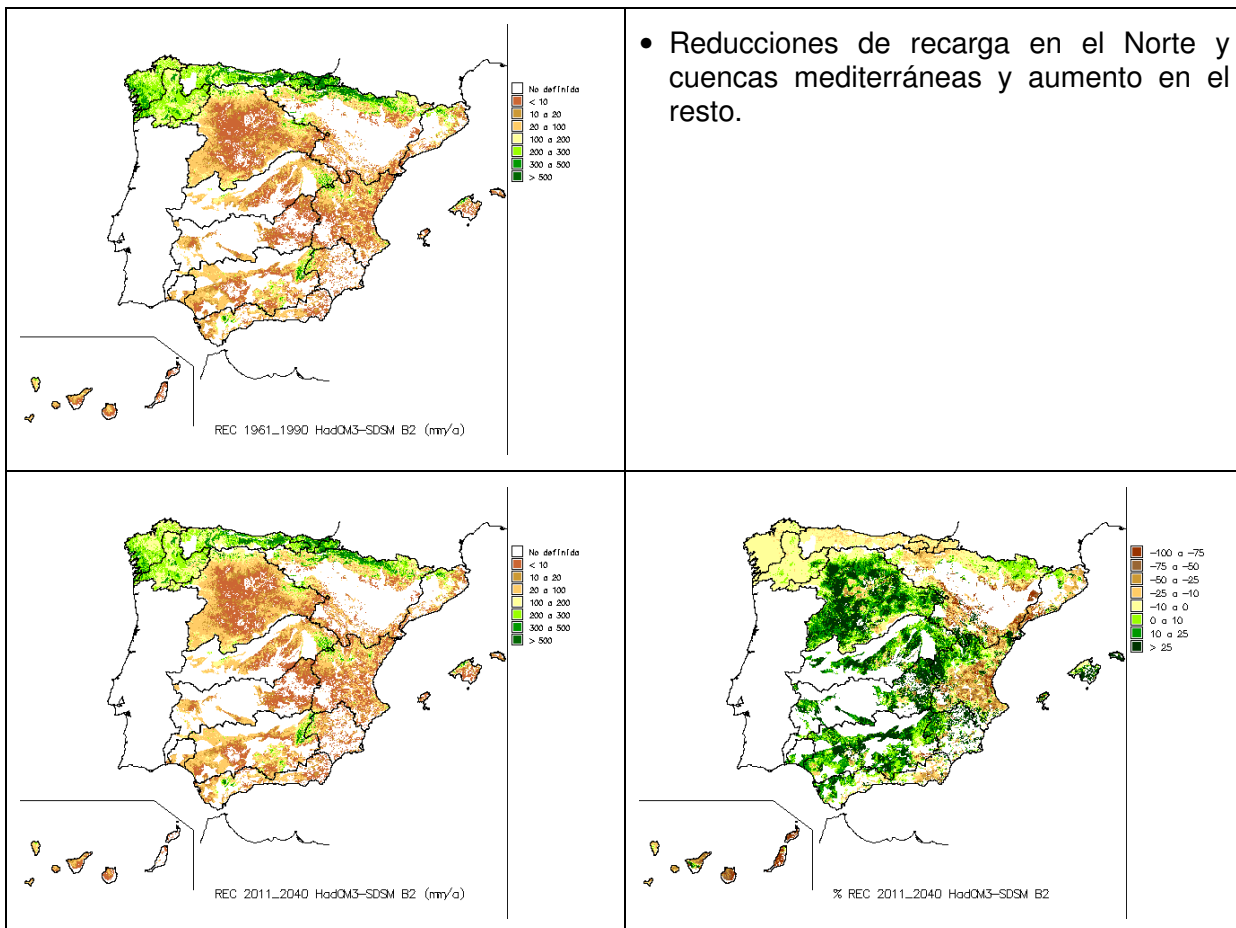 No definida
< 10
10 a 20
20 a 100
100 a 200
200 a 300
300 a 500
> 500
REC 1961_1990 HadCM3-SDSM B2 (mm/a)
• Reducciones de recarga en el Norte y
cuencas mediterráneas y aumento en el
resto.
No definida
< 10
10 a 20
20 a 100
100 a 200
200 a 300
300 a 500
> 500
REC 2011_2040 HadCM3-SDSM B2 (mm/a)
-100 a -75
-75 a -50
-50 a -25
-25 a -10
-10 a 0
0 a 10
10 a 25
> 25
% REC 2011_2040 HadCM3-SDSM B2